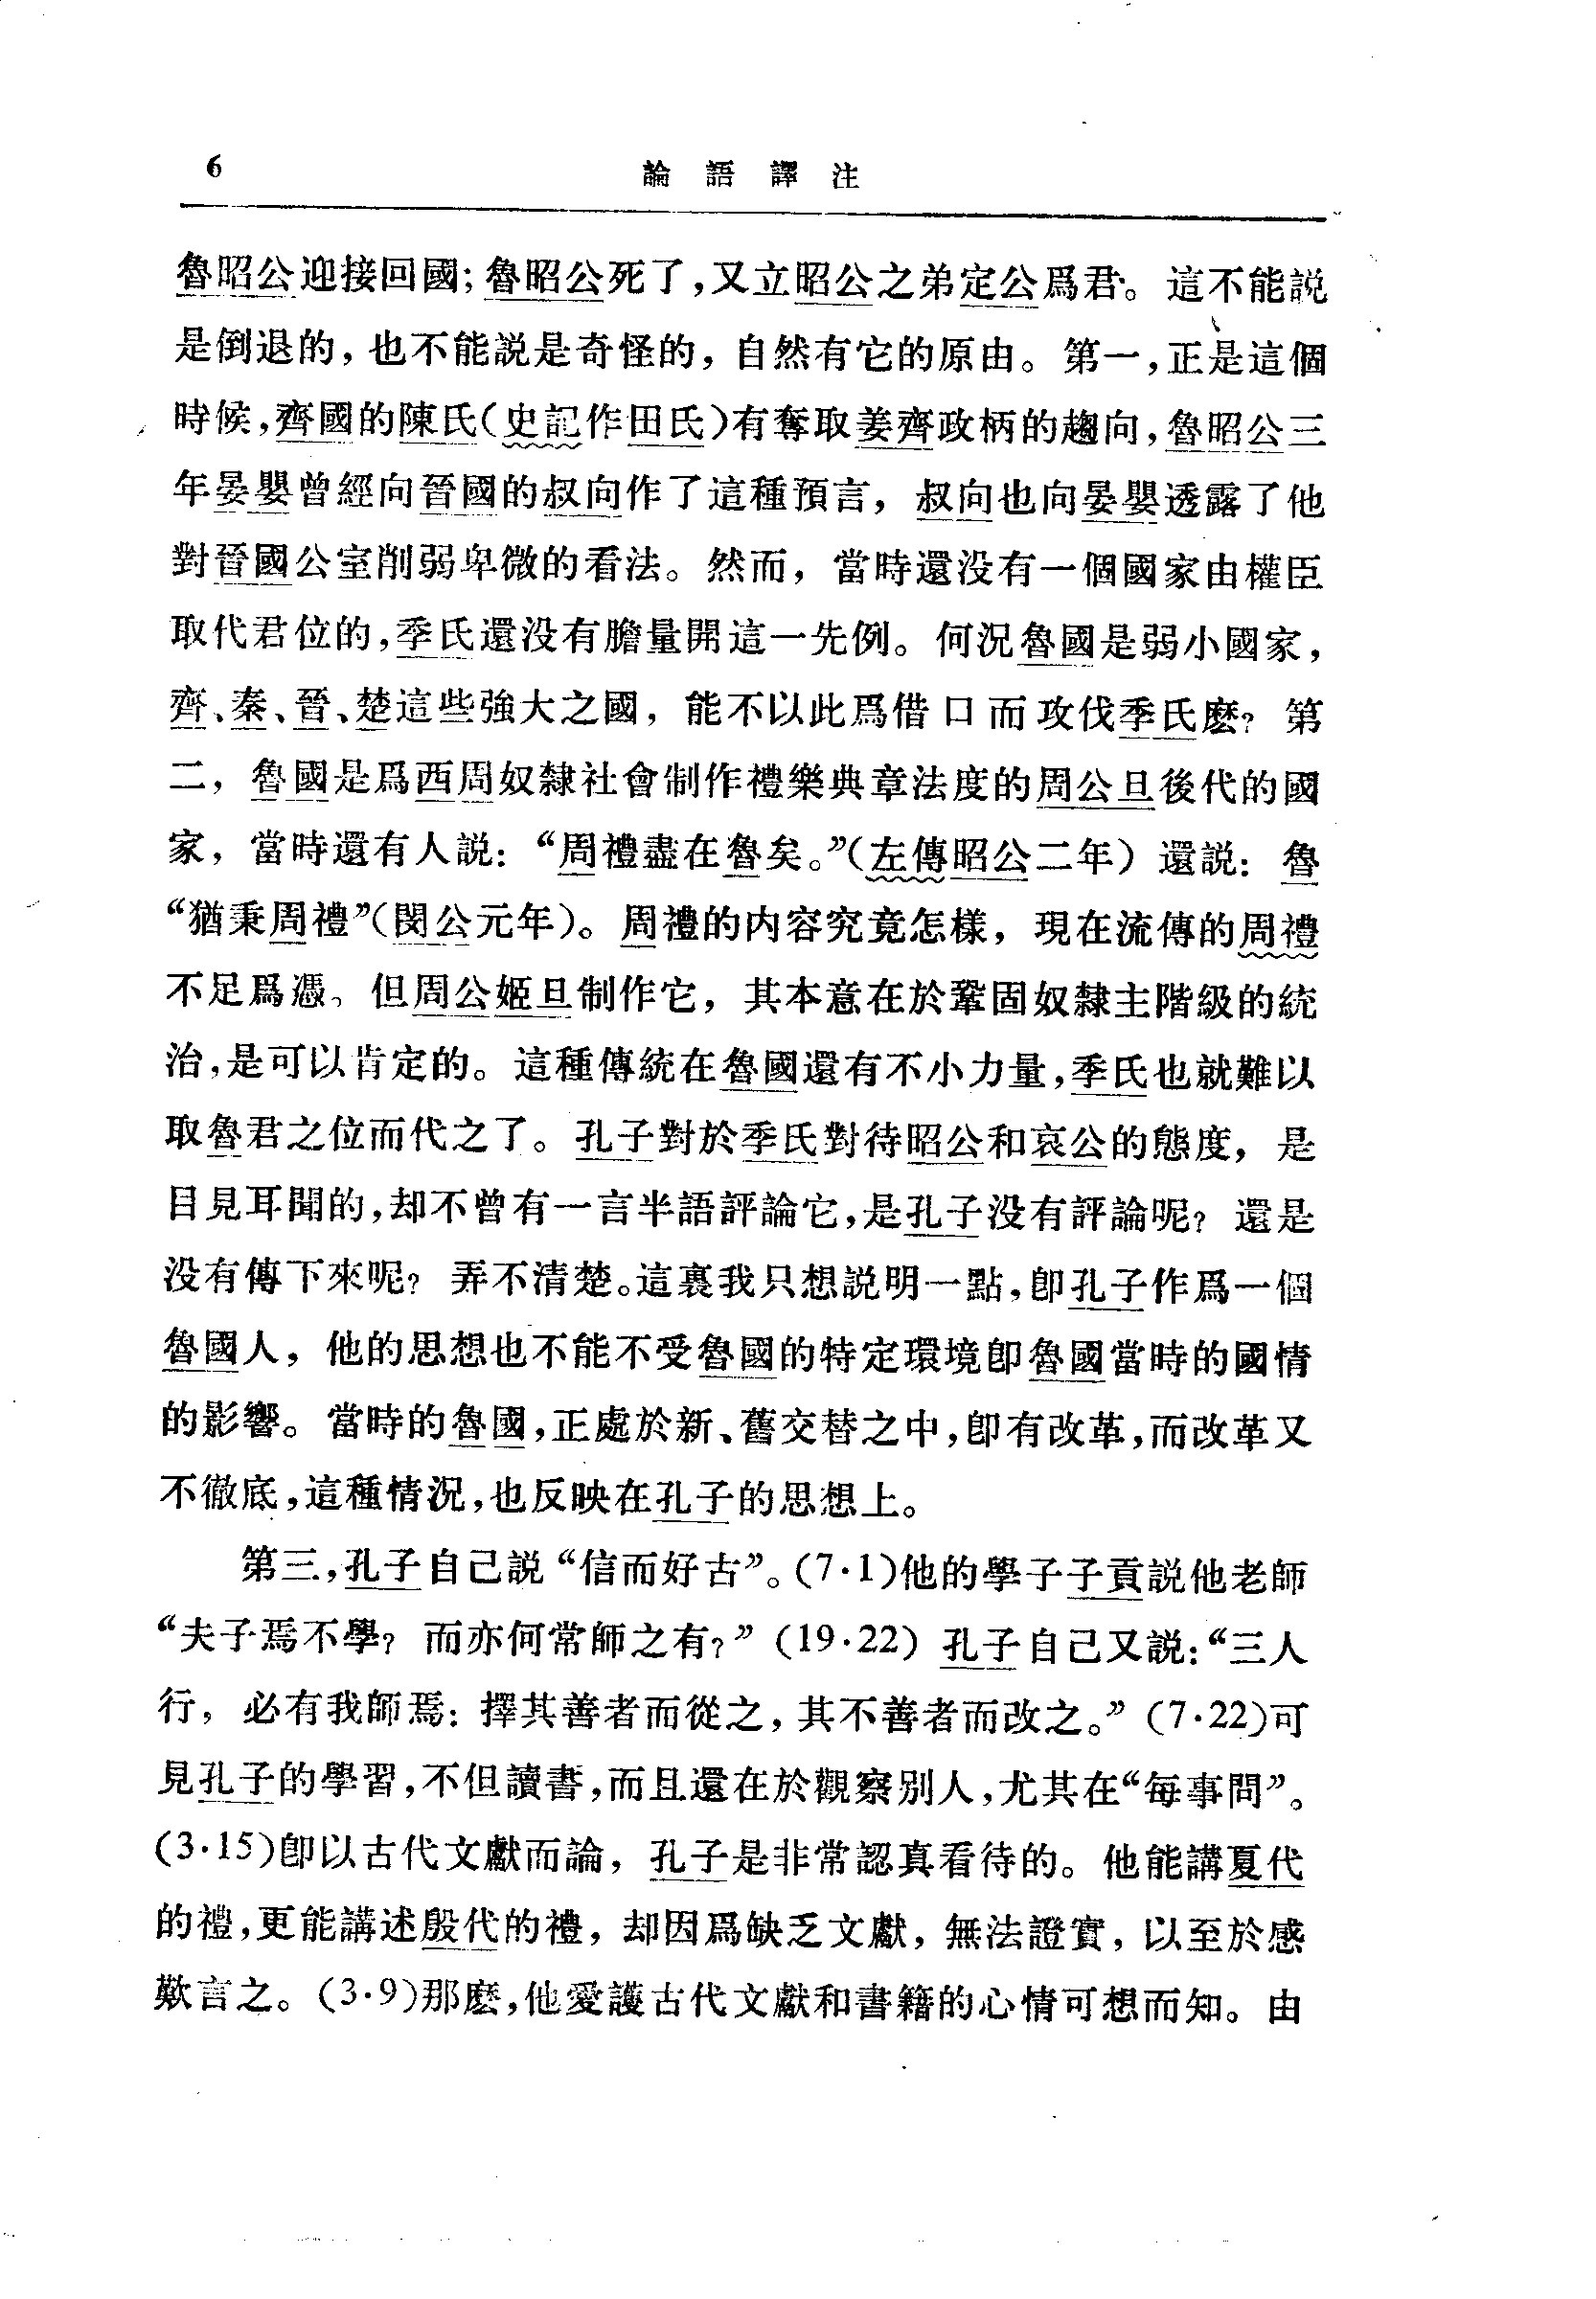 6
論語譯注
魯昭公迎接回國；魯昭公死了，又立昭公之弟定公爲君。這不能説
是倒退的，也不能説是奇怪的，自然有它的原由。第一，正是這個
時候，齊國的陳氏（史記作田氏）有奪取姜齊政柄的趨向，魯昭公三
年晏嬰曾經向晉國的叔向作了這種預言，叔向也向晏嬰透露了他
對晉國公室削弱卑微的看法。然而，當時還没有一個國家由權臣
取代君位的，季氏還没有膽量開這一先例。何況魯國是弱小國家，
齊、秦、晉、楚這些強大之國，能不以此爲借口而攻伐季氏麽？第
二，魯國是爲西周奴隸社會制作禮樂典章法度的周公旦後代的國
家，當時還有人説：“周禮盡在魯矣。”（左傳昭公二年）還説：魯
“猶秉周禮”（閔公元年）。周禮的内容究竟怎樣，現在流傳的周禮
不足爲憑。但周公姬旦制作它，其本意在於鞏固奴隸主階級的統
治，是可以肯定的。這種傳統在魯國還有不小力量，季氏也就難以
取魯君之位而代之了。孔子對於季氏對待昭公和哀公的態度，是
目見耳聞的，却不曾有一言半語評論它，是孔子没有評論呢？還是
没有傳下來呢？弄不清楚。這裏我只想説明一點，卽孔子作爲一個
魯國人，他的思想也不能不受魯國的特定環境卽魯國當時的國情
的影響。當時的魯國，正處於新、舊交替之中，卽有改革，而改革又
不徹底，這種情況，也反映在孔子的思想上。
第三，孔子自己説“信而好古”。（7·1）他的學子子貢説他老師
“夫子焉不學？而亦何常師之有？”（19·22）孔子自己又説：“三人
行，必有我師焉：擇其善者而從之，其不善者而改之。”（7·22）可
見孔子的學習，不但讀書，而且還在於觀察别人，尤其在“每事問”。
（3·15）卽以古代文獻而論，孔子是非常認真看待的。他能講夏代
的禮，更能講述殷代的禮，却因爲缺乏文獻，無法證實，以至於感
歎言之。（3·9）那麽，他愛護古代文獻和書籍的心情可想而知。由